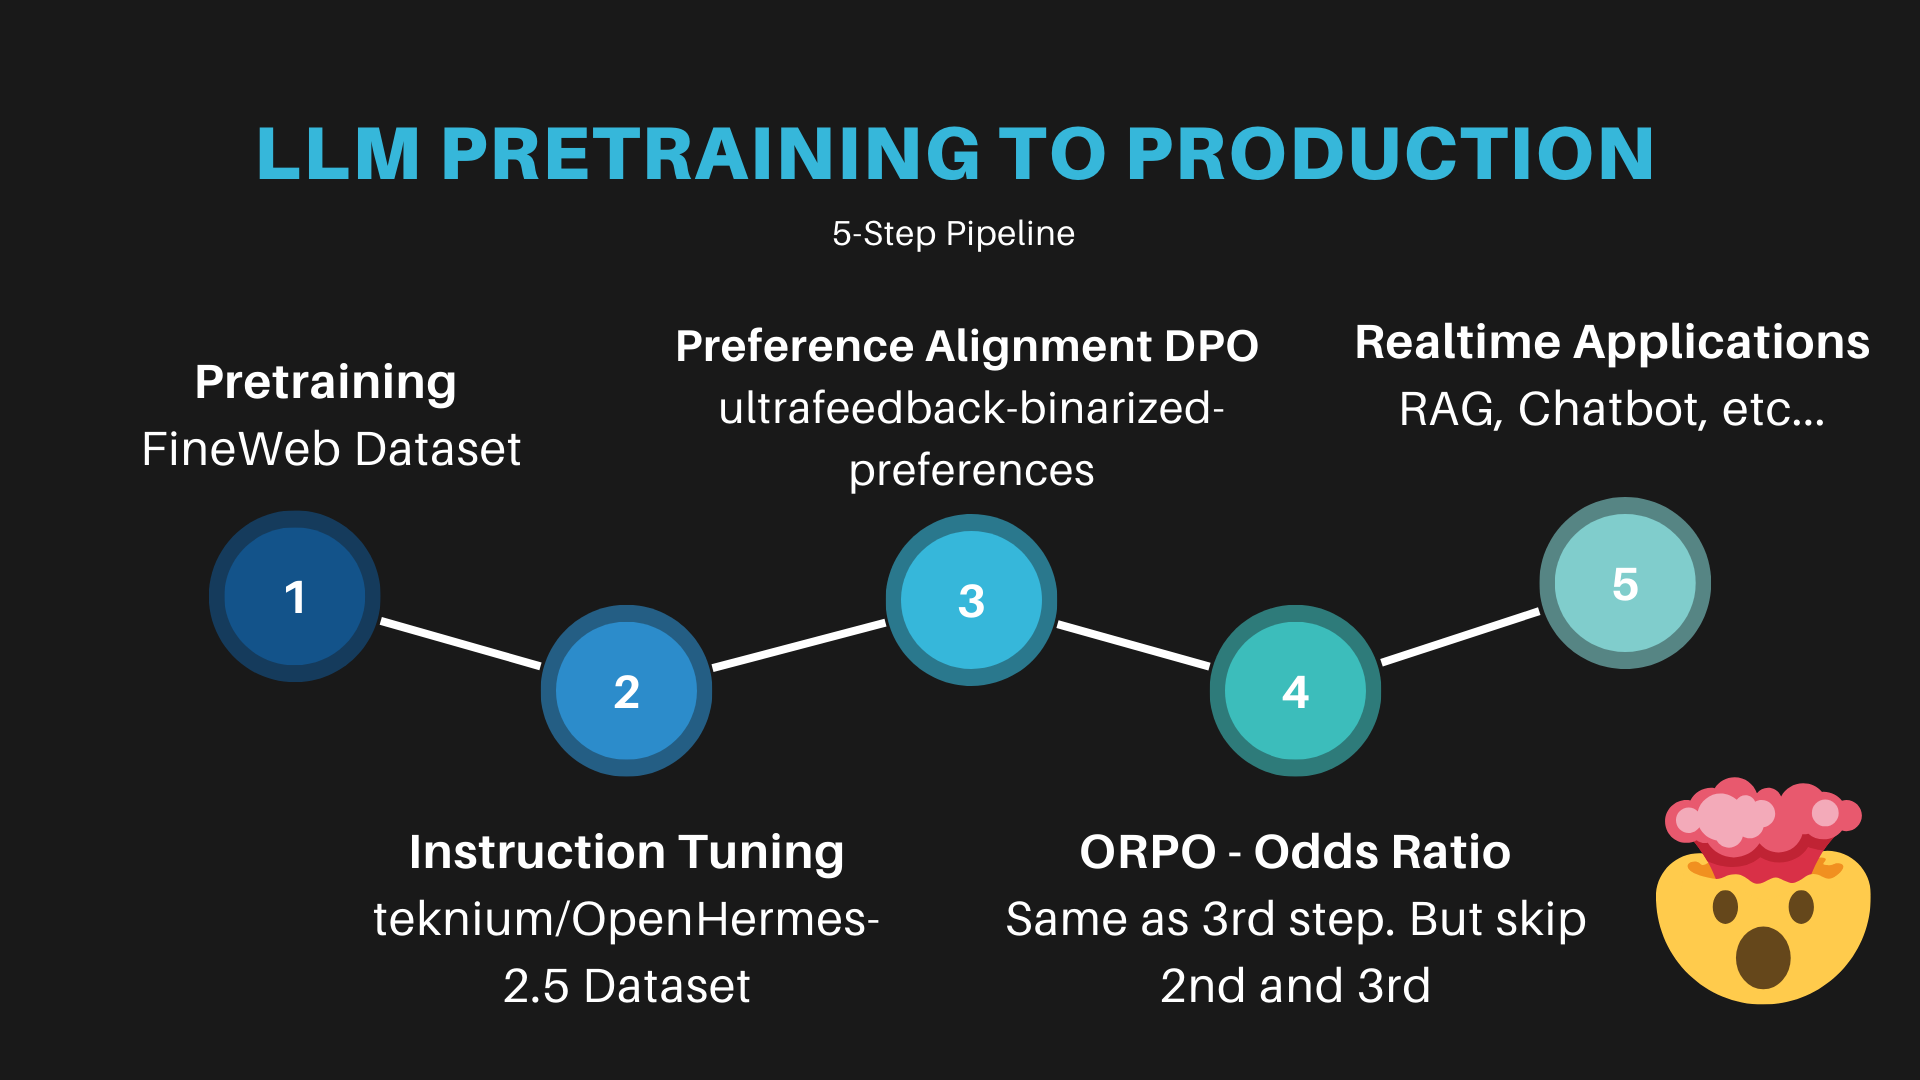 LLM PRETRAINING TO PRODUCTION
5-Step Pipeline
Pretraining
FineWeb Dataset
1
Instruction Tuning
teknium/OpenHermes-
2.5 Dataset
2
Preference Alignment DPO
ultrafeedback-binarized-
preferences
3
ORPO - Odds Ratio
Same as 3rd step. But skip
2nd and 3rd
4
Realtime Applications
RAG, Chatbot, etc...
5